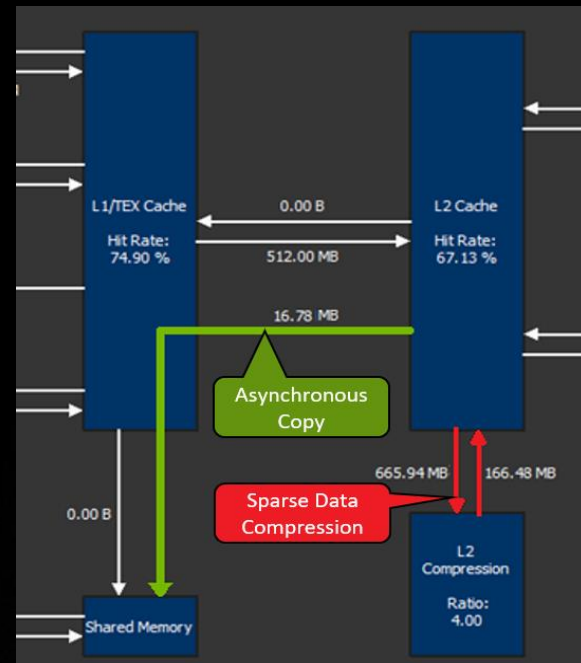 L1/TEX Cache
Hit Rate:
74.90 %
0.00 B
512.00 MB
L2 Cache
Hit Rate:
67.13 %
16.78 MB
Asynchronous
Copy
665.94 MB
166.48 MB
Sparse Data
Compression
0.00 B
L2
Compression
Ratio:
4.00
Shared Memory